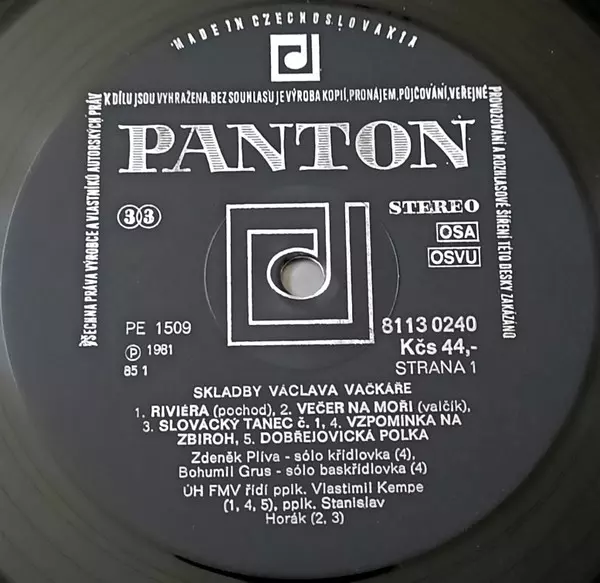 MADE IN CZECHOSLOVAKIA
VŠECHNA PRÁVA VÝROBCE A VLASTNÍKŮ AUTORSKÝCH PRÁV
K DÍLU JSOU VYHRAŽENA. BEZ SOUHLASU JE VÝROBA KOPIÍ, PRONÁJEM, PŮJČOVÁNÍ, VEŘEJNÉ
PROVOZOVÁNÍ A ROZHLASOVÉ ŠÍŘENÍ TÉTO DESKY ZAKÁZÁNO
PANTON
33
STEREO
OSA
OSVU
PE 1509
Ⓟ 1981
85 1
8113 0240
Kčs 44,-
STRANA 1
SKLADBY VÁCLAVA VAČKÁŘE
1. RIVIÉRA (pochod), 2. VEČER NA MOŘI (valčík),
3. SLOVÁCKÝ TANEC č. 1, 4. VZPOMÍNKA NA
ZBIROH, 5. DOBŘEJOVICKÁ POLKA
Zdeněk Plíva - sólo křídlovka (4),
Bohumil Grus - sólo baskřídlovka (4)
ÚH FMV řídí pplk. Vlastimil Kempe
(1, 4, 5), pplk. Stanislav
Horák (2, 3)